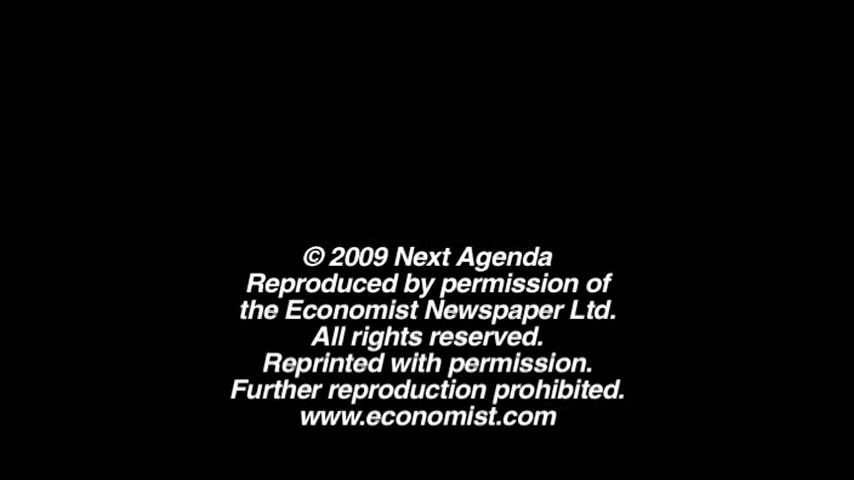 © 2009 Next Agenda
Reproduced by permission of
the Economist Newspaper Ltd.
All rights reserved.
Reprinted with permission.
Further reproduction prohibited.
www.economist.com